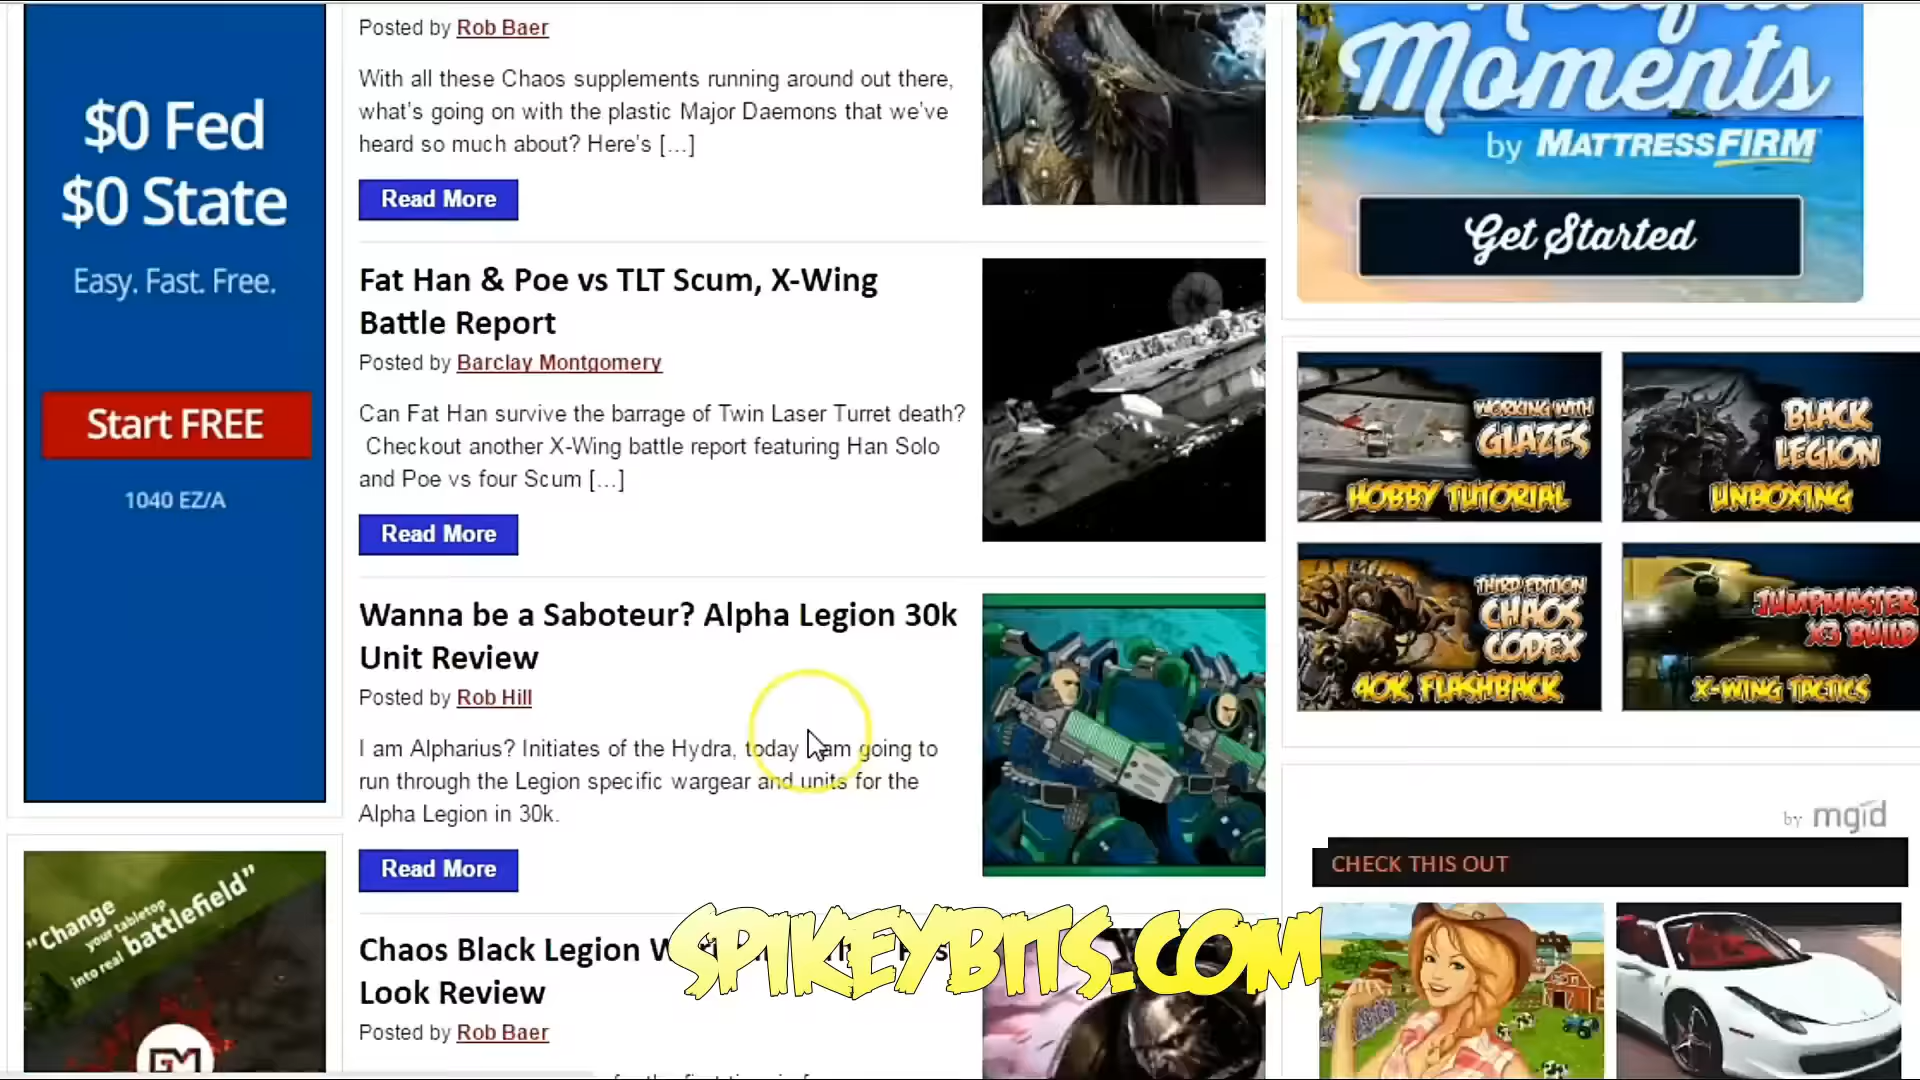 $0 Fed
$0 State
Easy. Fast. Free.
Start FREE
1040 EZ/A
"Change
your tabletop
into real battlefield"
GM
Posted by Rob Baer
With all these Chaos supplements running around out there,
what's going on with the plastic Major Daemons that we've
heard so much about? Here's [...]
Read More
Fat Han & Poe vs TLT Scum, X-Wing
Battle Report
Posted by Barclay Montgomery
Can Fat Han survive the barrage of Twin Laser Turret death?
Checkout another X-Wing battle report featuring Han Solo
and Poe vs four Scum [...]
Read More
Wanna be a Saboteur? Alpha Legion 30k
Unit Review
Posted by Rob Hill
I am Alpharius? Initiates of the Hydra, today I am going to
run through the Legion specific wargear and units for the
Alpha Legion in 30k.
Read More
Chaos Black Legion
Look Review
Posted by Rob Baer
SPIKEYBITS.COM
Moments
by MATTRESSFIRM
Get Started
WORKING WITH
GLAZES
HOBBY TUTORIAL
BLACK
LEGION
UNBOXING
THIRD EDITION
CHAOS
CODEX
40K FLASHBACK
JUMPMASTER
X3 BUILD
X-WING TACTICS
by mgid
CHECK THIS OUT